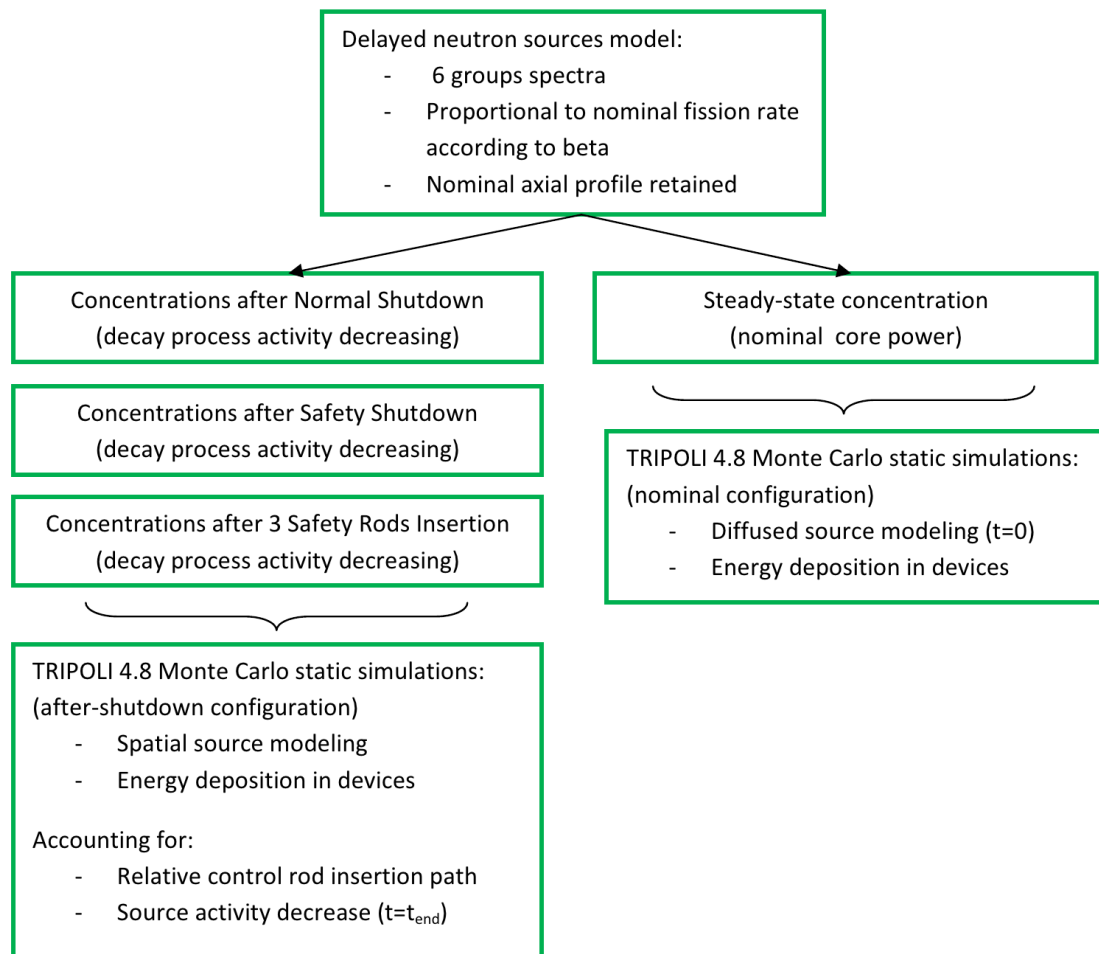 Delayed neutron sources model:
- 6 groups spectra
- Proportional to nominal fission rate
according to beta
- Nominal axial profile retained
Concentrations after Normal Shutdown
(decay process activity decreasing)
Concentrations after Safety Shutdown
(decay process activity decreasing)
Concentrations after 3 Safety Rods Insertion
(decay process activity decreasing)
TRIPOLI 4.8 Monte Carlo static simulations:
(after-shutdown configuration)
- Spatial source modeling
- Energy deposition in devices
Accounting for:
- Relative control rod insertion path
- Source activity decrease (t=tend)
Steady-state concentration
(nominal core power)
TRIPOLI 4.8 Monte Carlo static simulations:
(nominal configuration)
- Diffused source modeling (t=0)
- Energy deposition in devices